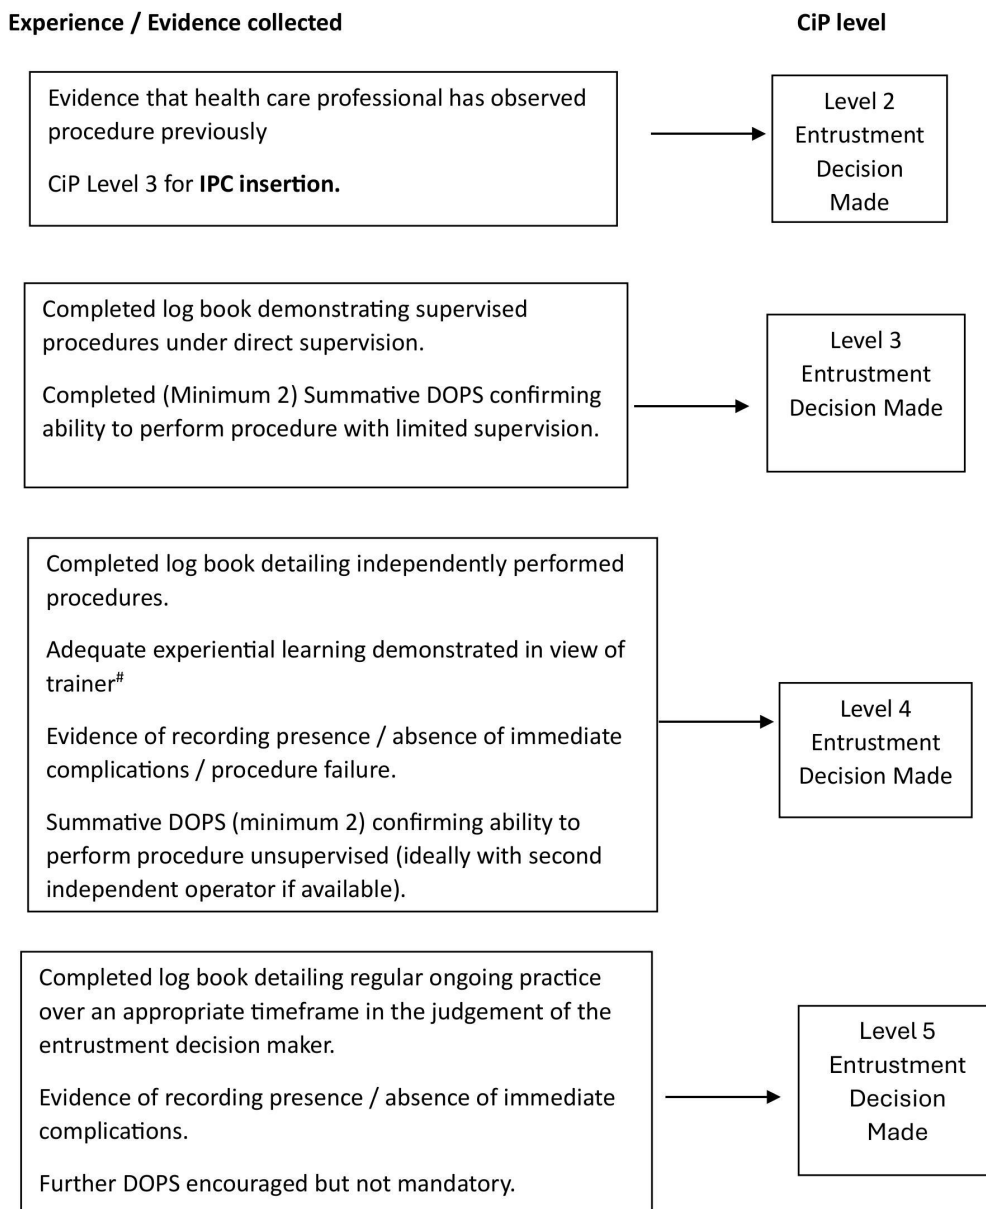 Experience / Evidence collected
CiP level
Evidence that health care professional has observed
procedure previously
CiP Level 3 for IPC insertion.
Level 2
Entrustment
Decision
Made
Completed log book demonstrating supervised
procedures under direct supervision.
Completed (Minimum 2) Summative DOPS confirming
ability to perform procedure with limited supervision.
Level 3
Entrustment
Decision Made
Completed log book detailing independently performed
procedures.
Adequate experiential learning demonstrated in view of
trainer#
Evidence of recording presence / absence of immediate
complications / procedure failure.
Summative DOPS (minimum 2) confirming ability to
perform procedure unsupervised (ideally with second
independent operator if available).
Level 4
Entrustment
Decision Made
Completed log book detailing regular ongoing practice
over an appropriate timeframe in the judgement of the
entrustment decision maker.
Evidence of recording presence / absence of immediate
complications.
Further DOPS encouraged but not mandatory.
Level 5
Entrustment
Decision
Made